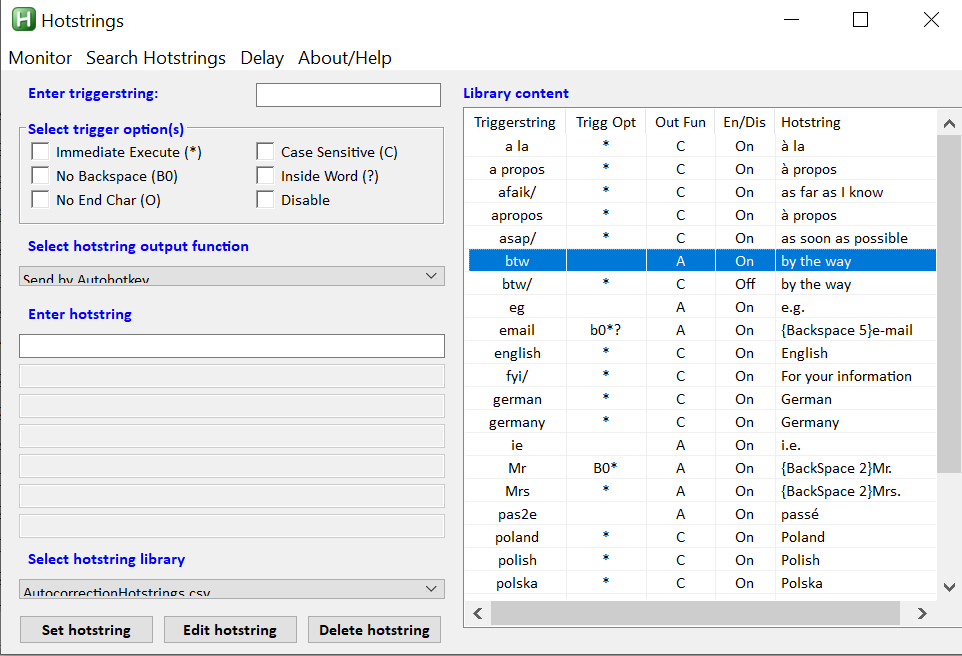 H Hotstrings
Monitor Search Hotstrings Delay About/Help
Enter triggerstring:
Select trigger option(s)
Immediate Execute (*) Case Sensitive (C)
No Backspace (B0) Inside Word (?)
No End Char (O) Disable
Select hotstring output function
Send by Autohotkey
Enter hotstring
Select hotstring library
AutocorrectionHotstrings.csv
Set hotstring Edit hotstring Delete hotstring
Library content
Triggerstring Trigg Opt Out Fun En/Dis Hotstring
a la * C On à la
a propos * C On à propos
afaik/ * C On as far as I know
apropos * C On à propos
asap/ * C On as soon as possible
btw A On by the way
btw/ * C Off by the way
eg A On e.g.
email b0*? A On {Backspace 5}e-mail
english * C On English
fyi/ * C On For your information
german * C On German
germany * C On Germany
ie A On i.e.
Mr B0* A On {BackSpace 2}Mr.
Mrs * A On {BackSpace 2}Mrs.
pas2e A On passé
poland * C On Poland
polish * C On Polish
polska * C On Polska